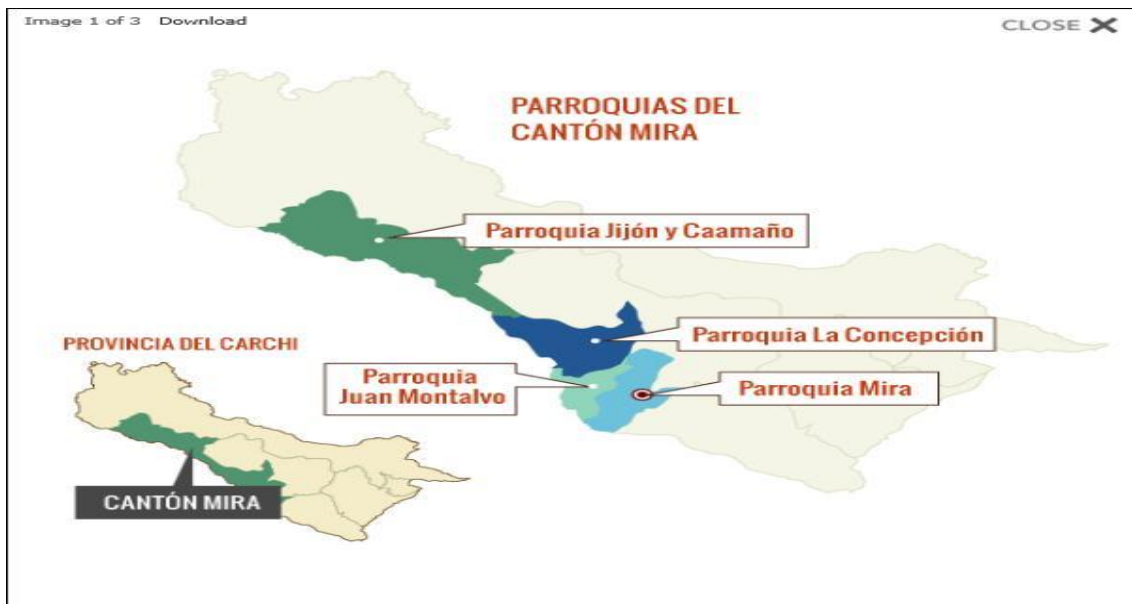 Image 1 of 3 Download
CLOSE X
PARROQUIAS DEL
CANTÓN MIRA
Parroquia Jijón y Caamaño
Parroquia La Concepción
PROVINCIA DEL CARCHI
Parroquia
Juan Montalvo
Parroquia Mira
CANTÓN MIRA